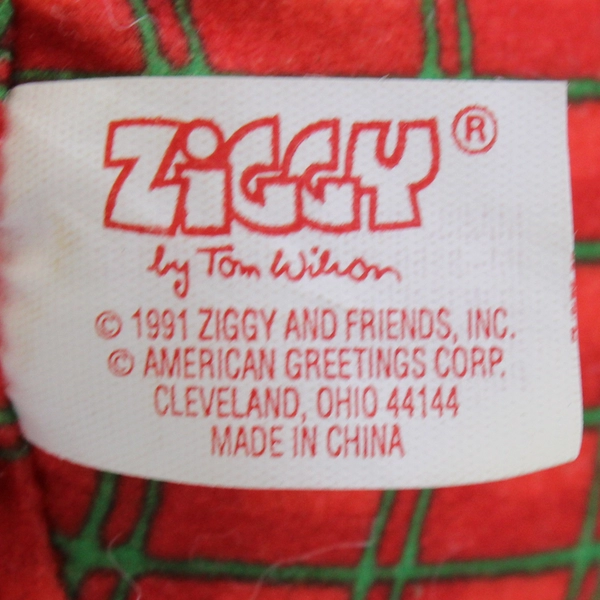 ZiGGY ®
by Tom Wilson
© 1991 ZIGGY AND FRIENDS, INC.
© AMERICAN GREETINGS CORP.
CLEVELAND, OHIO 44144
MADE IN CHINA